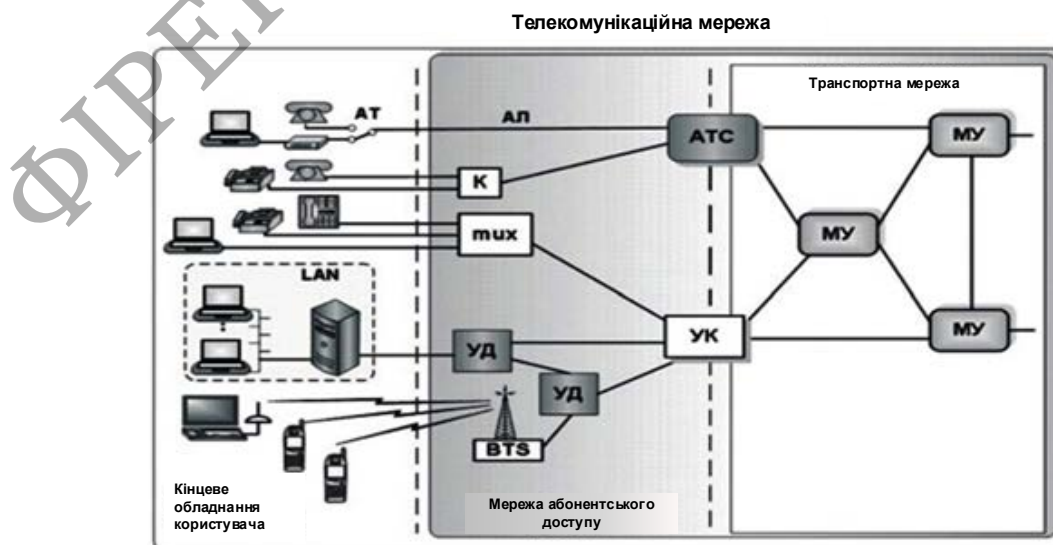 Телекомунікаційна мережа
Транспортна мережа
АТ
АЛ
АТС
МУ
К
mux
МУ
LAN
УК
МУ
УД
УД
BTS
Кінцеве
обладнання
користувача
Мережа абонентського
доступу